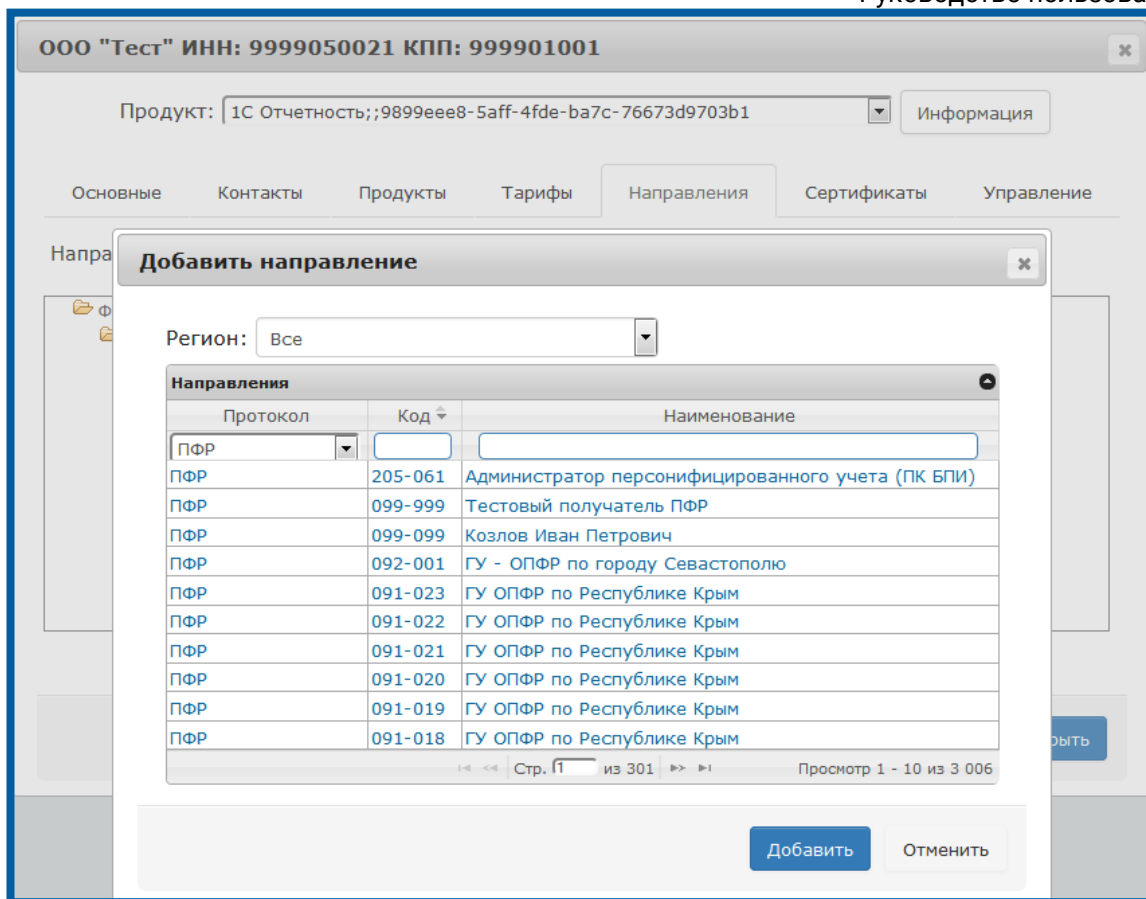 ООО "Тест" ИНН: 9999050021 КПП: 999901001
Продукт: 1С Отчетность;;9899eee8-5aff-4fde-ba7c-76673d9703b1 Информация
Основные Контакты Продукты Тарифы Направления Сертификаты Управление
Напра
Добавить направление
Ф
Регион: Все
Направления
Протокол Код Наименование
ПФР
ПФР 205-061 Администратор персонифицированного учета (ПК БПИ)
ПФР 099-999 Тестовый получатель ПФР
ПФР 099-099 Козлов Иван Петрович
ПФР 092-001 ГУ - ОПФР по городу Севастополю
ПФР 091-023 ГУ ОПФР по Республике Крым
ПФР 091-022 ГУ ОПФР по Республике Крым
ПФР 091-021 ГУ ОПФР по Республике Крым
ПФР 091-020 ГУ ОПФР по Республике Крым
ПФР 091-019 ГУ ОПФР по Республике Крым
ПФР 091-018 ГУ ОПФР по Республике Крым
рыть
Стр. 1 из 301 Просмотр 1 - 10 из 3 006
Добавить Отменить